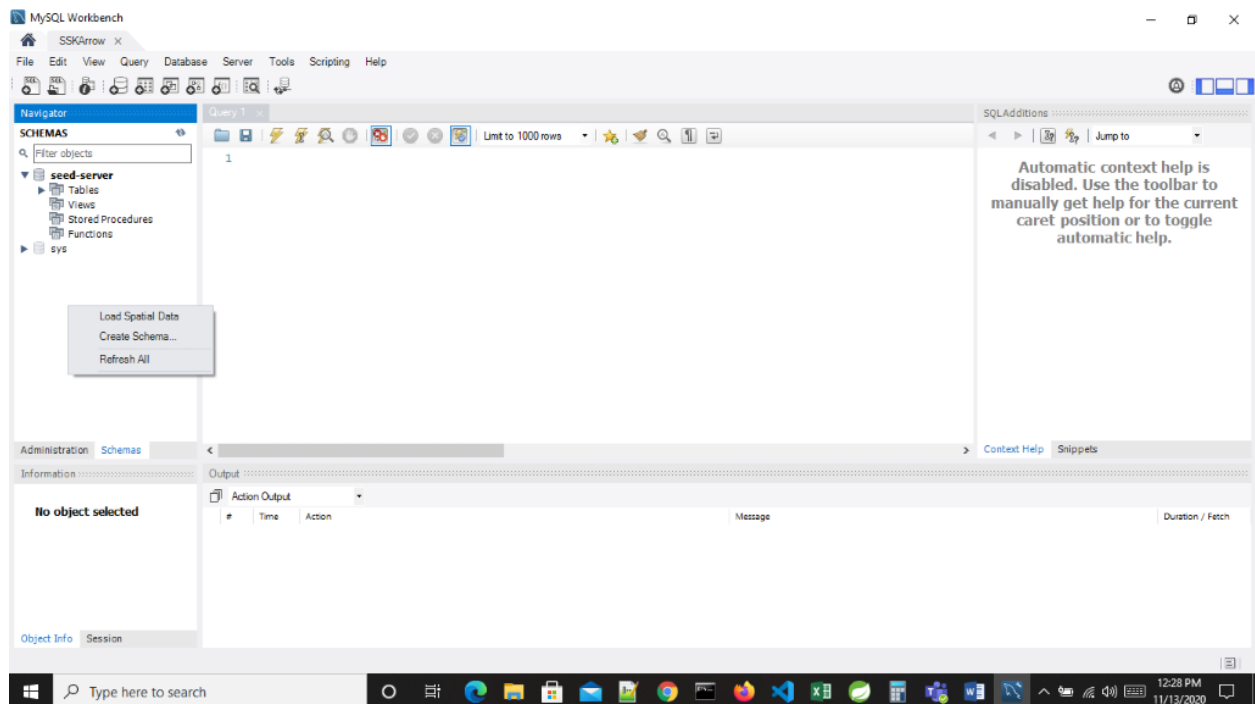 MySQL Workbench
SSKArrow
File Edit View Query Database Server Tools Scripting Help
Navigator
SCHEMAS
Filter objects
seed-server
Tables
Views
Stored Procedures
Functions
sys
Load Spatial Data
Create Schema...
Refresh All
Administration Schemas
Information
No object selected
Object Info Session
Query 1
Limit to 1000 rows
1
Output
Action Output
# Time Action Message Duration / Fetch
SQLAdditions
Jump to
Automatic context help is
disabled. Use the toolbar to
manually get help for the current
caret position or to toggle
automatic help.
Context Help Snippets
Type here to search
12:28 PM
11/13/2020